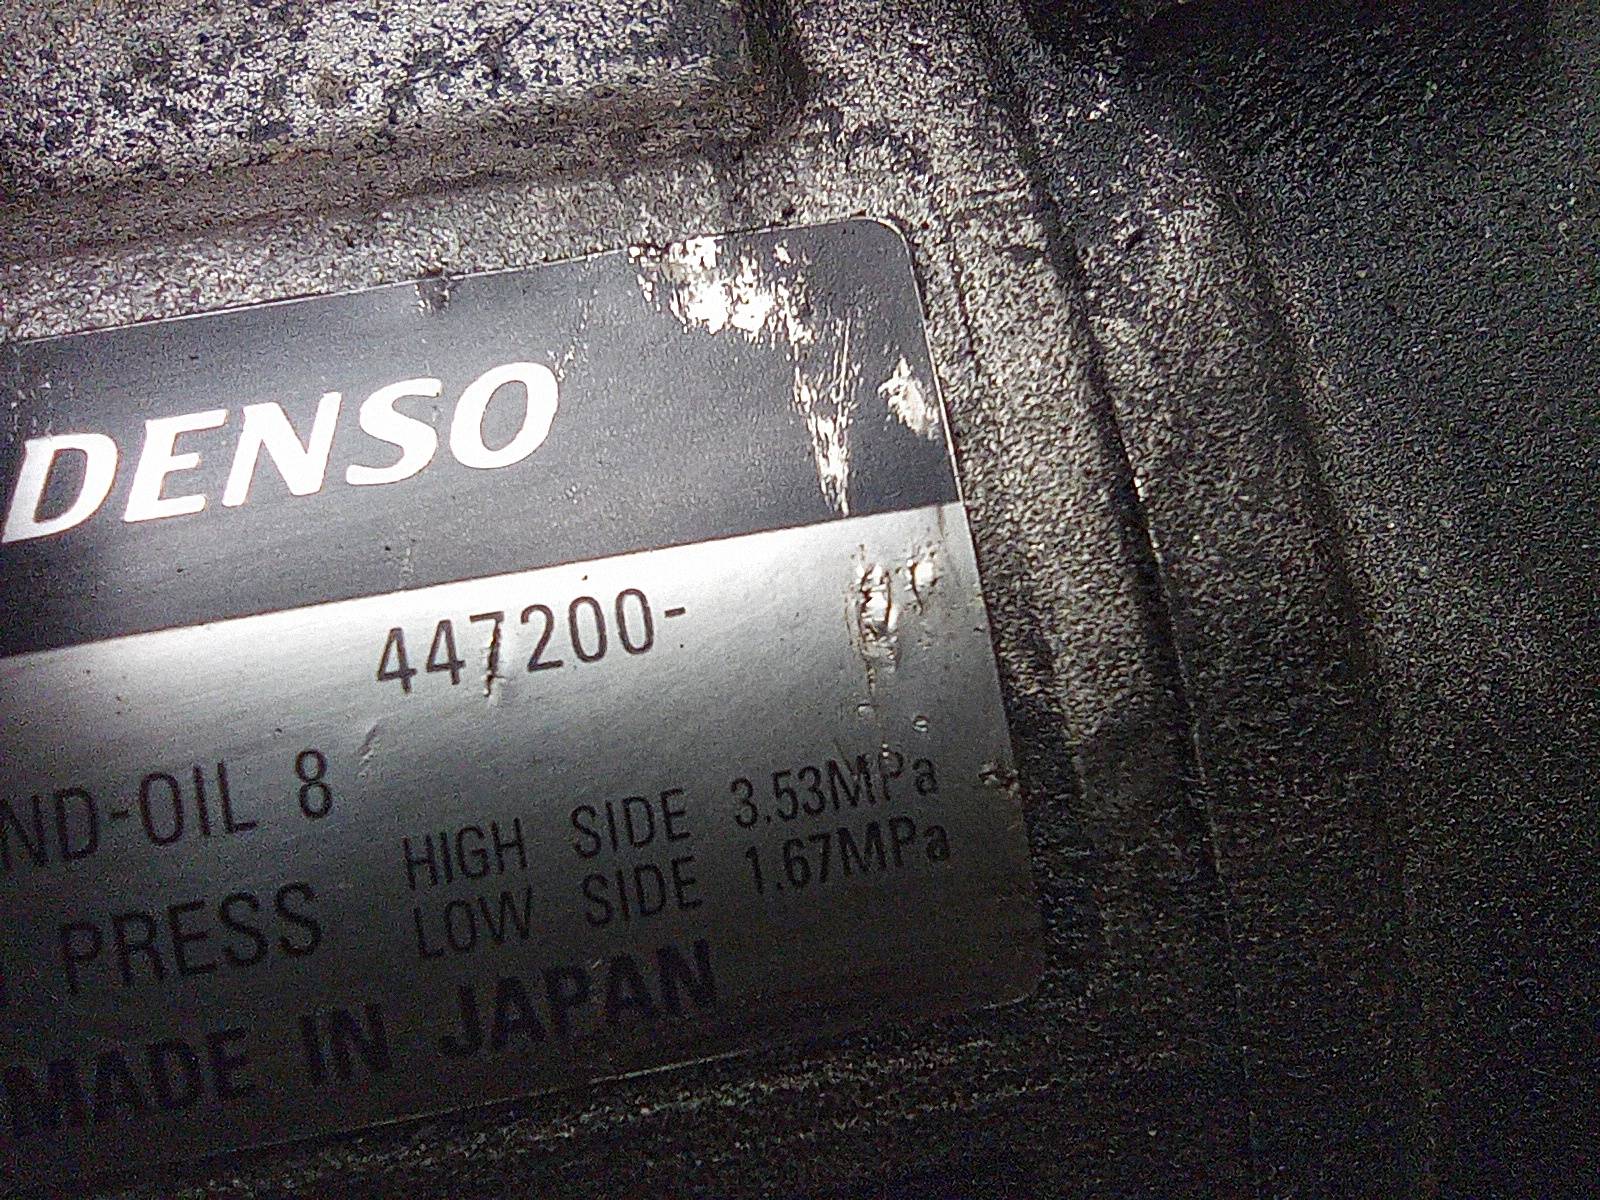 DENSO
447200-
ND-OIL 8
PRESS HIGH SIDE 3.53MPa
LOW SIDE 1.67MPa
MADE IN JAPAN